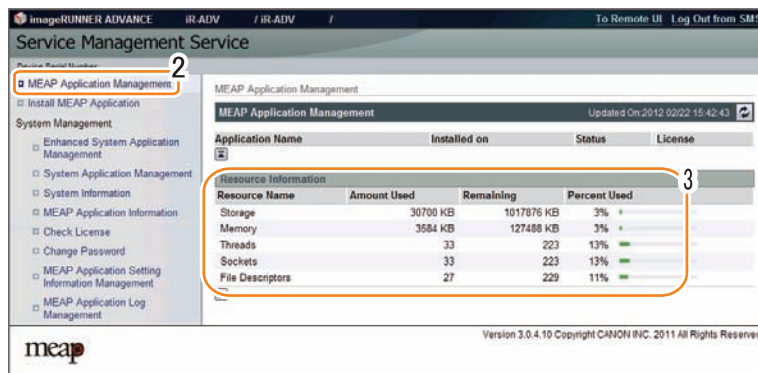 imageRUNNER ADVANCE iR-ADV / iR-ADV / To Remote UI Log Out from SMS
Service Management Service
Device Serial Number:
2
MEAP Application Management
Install MEAP Application
System Management
Enhanced System Application
Management
System Application Management
System Information
MEAP Application Information
Check License
Change Password
MEAP Application Setting
Information Management
MEAP Application Log
Management
MEAP Application Management
MEAP Application Management Updated On:2012 02/22 15:42:43
Application Name Installed on Status License
3
Resource Information
Resource Name Amount Used Remaining Percent Used
Storage 30700 KB 1017876 KB 3%
Memory 3584 KB 127488 KB 3%
Threads 33 223 13%
Sockets 33 223 13%
File Descriptors 27 229 11%
meap
Version 3.0.4.10 Copyright CANON INC. 2011 All Rights Reserved